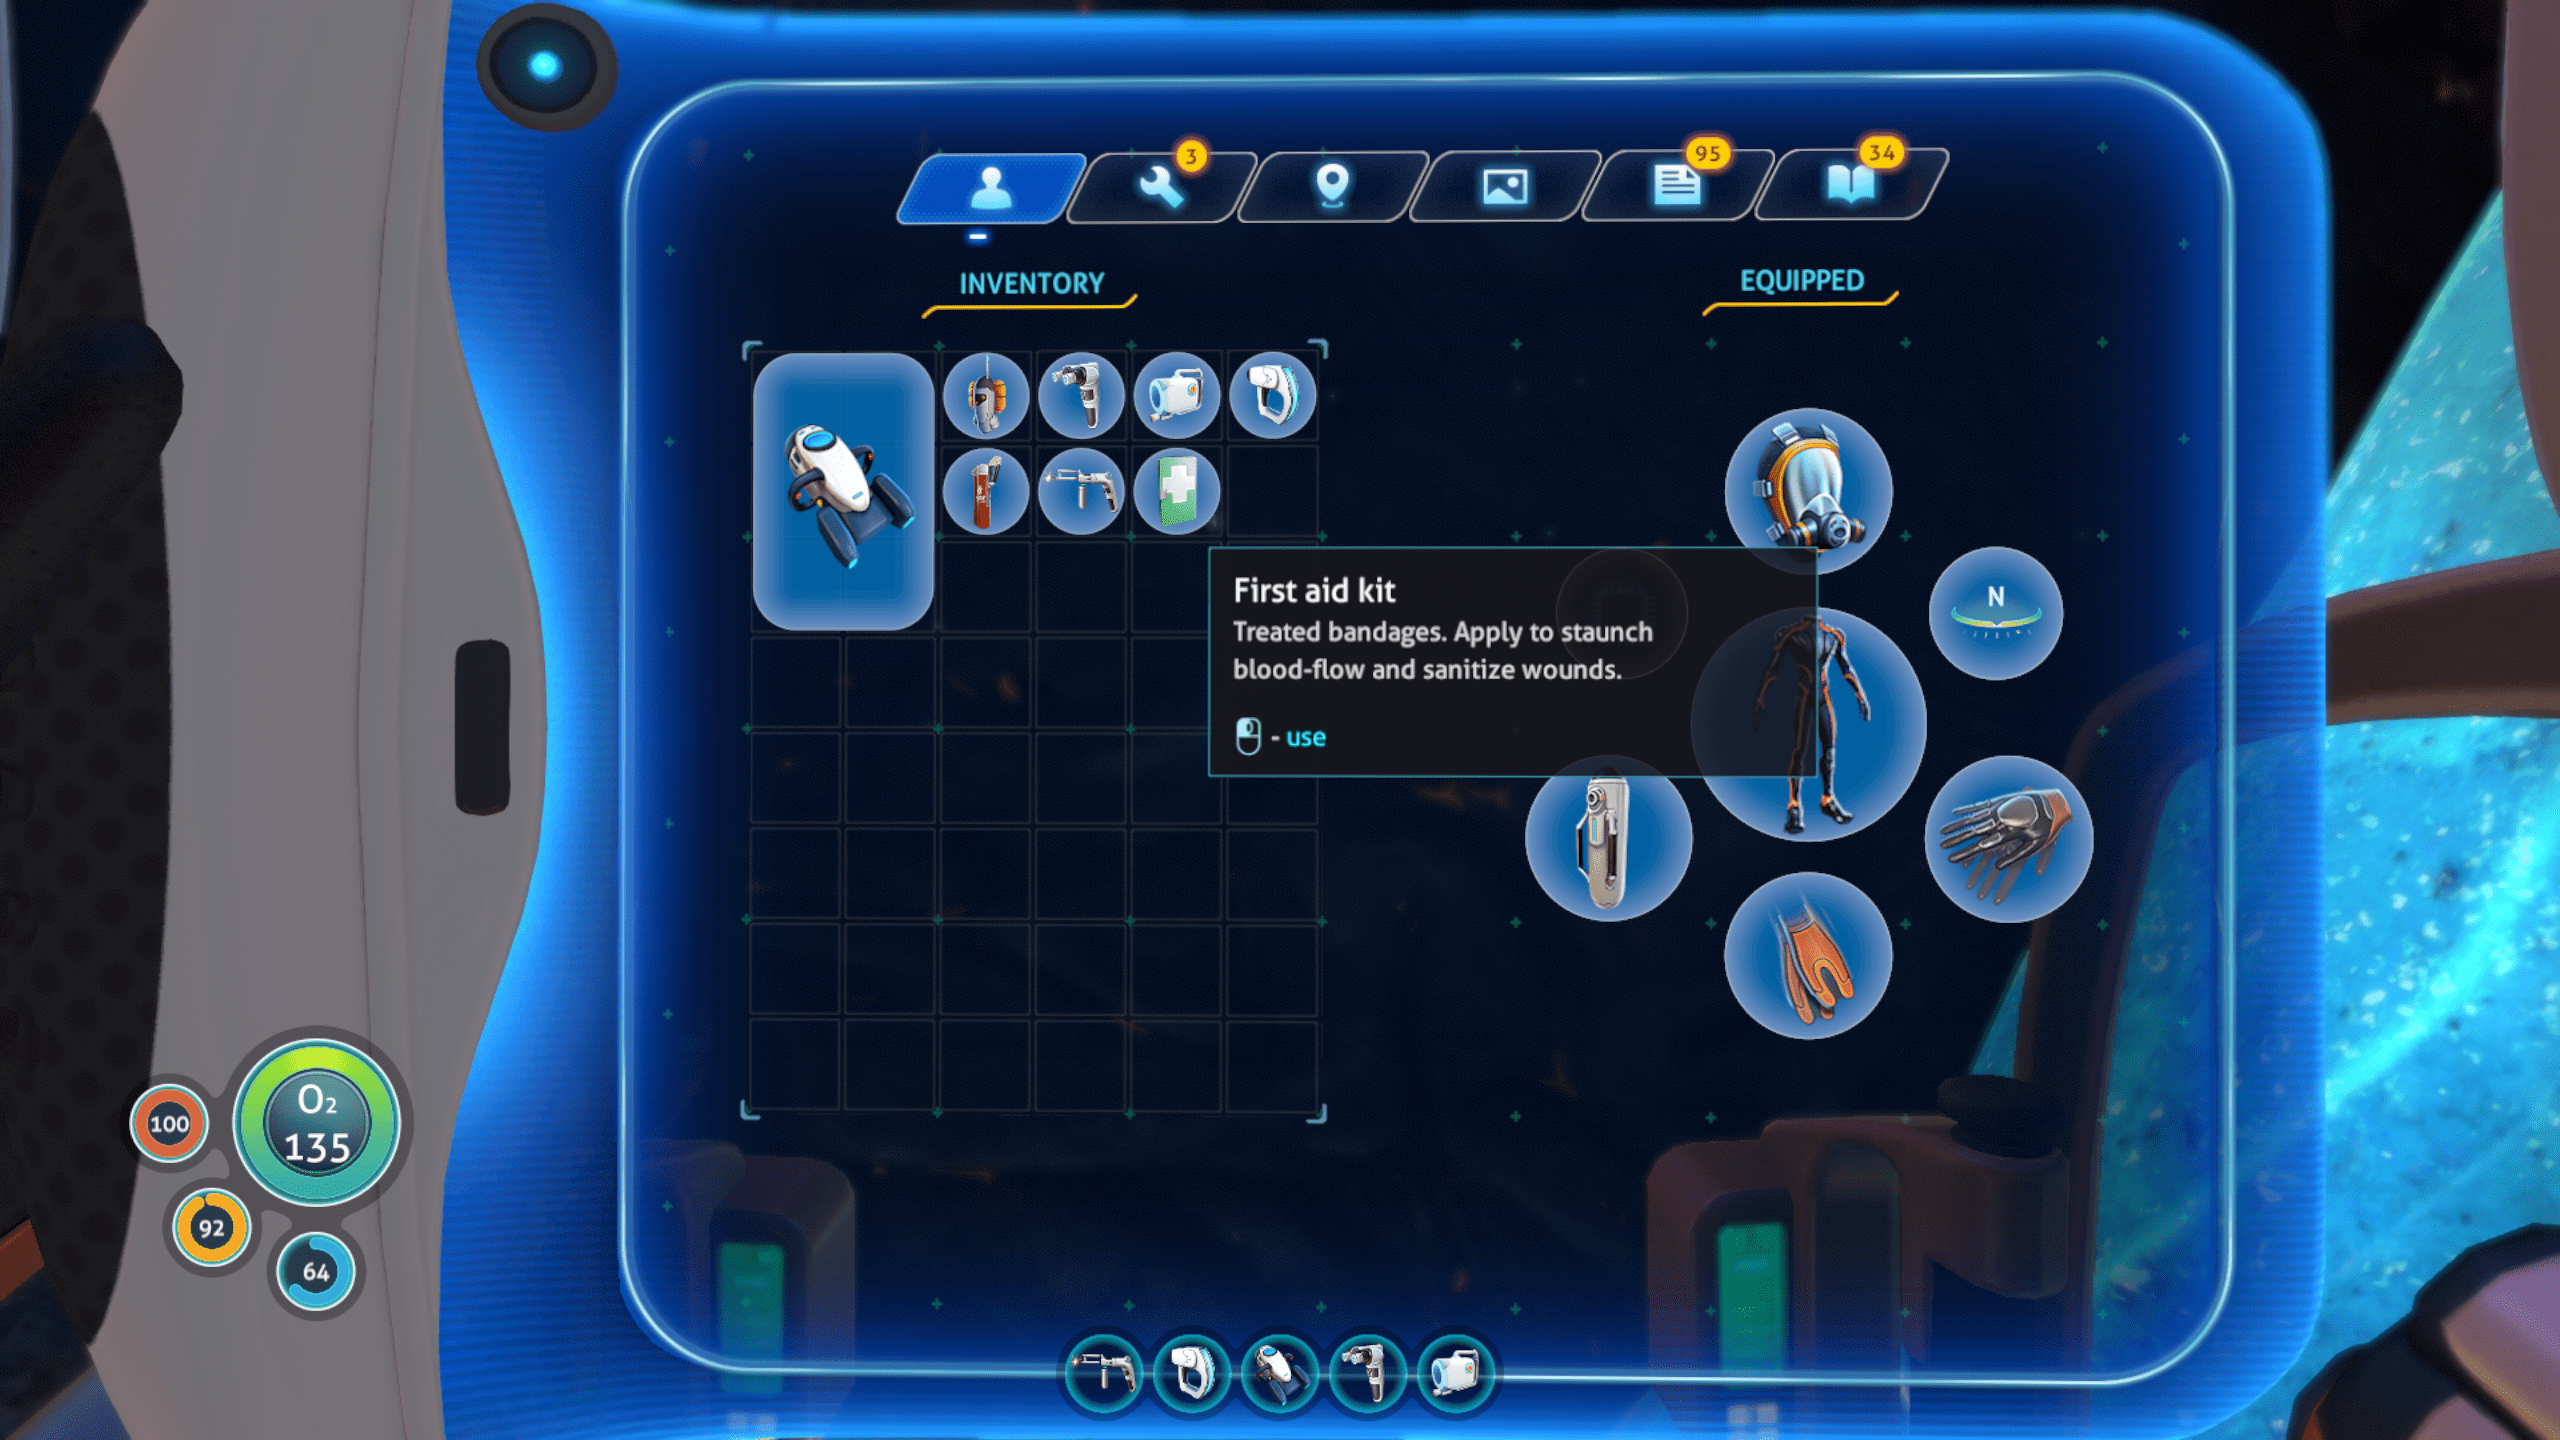 3
95
34
INVENTORY
EQUIPPED
First aid kit
Treated bandages. Apply to staunch
blood-flow and sanitize wounds.
- use
N
O2
135
100
92
64